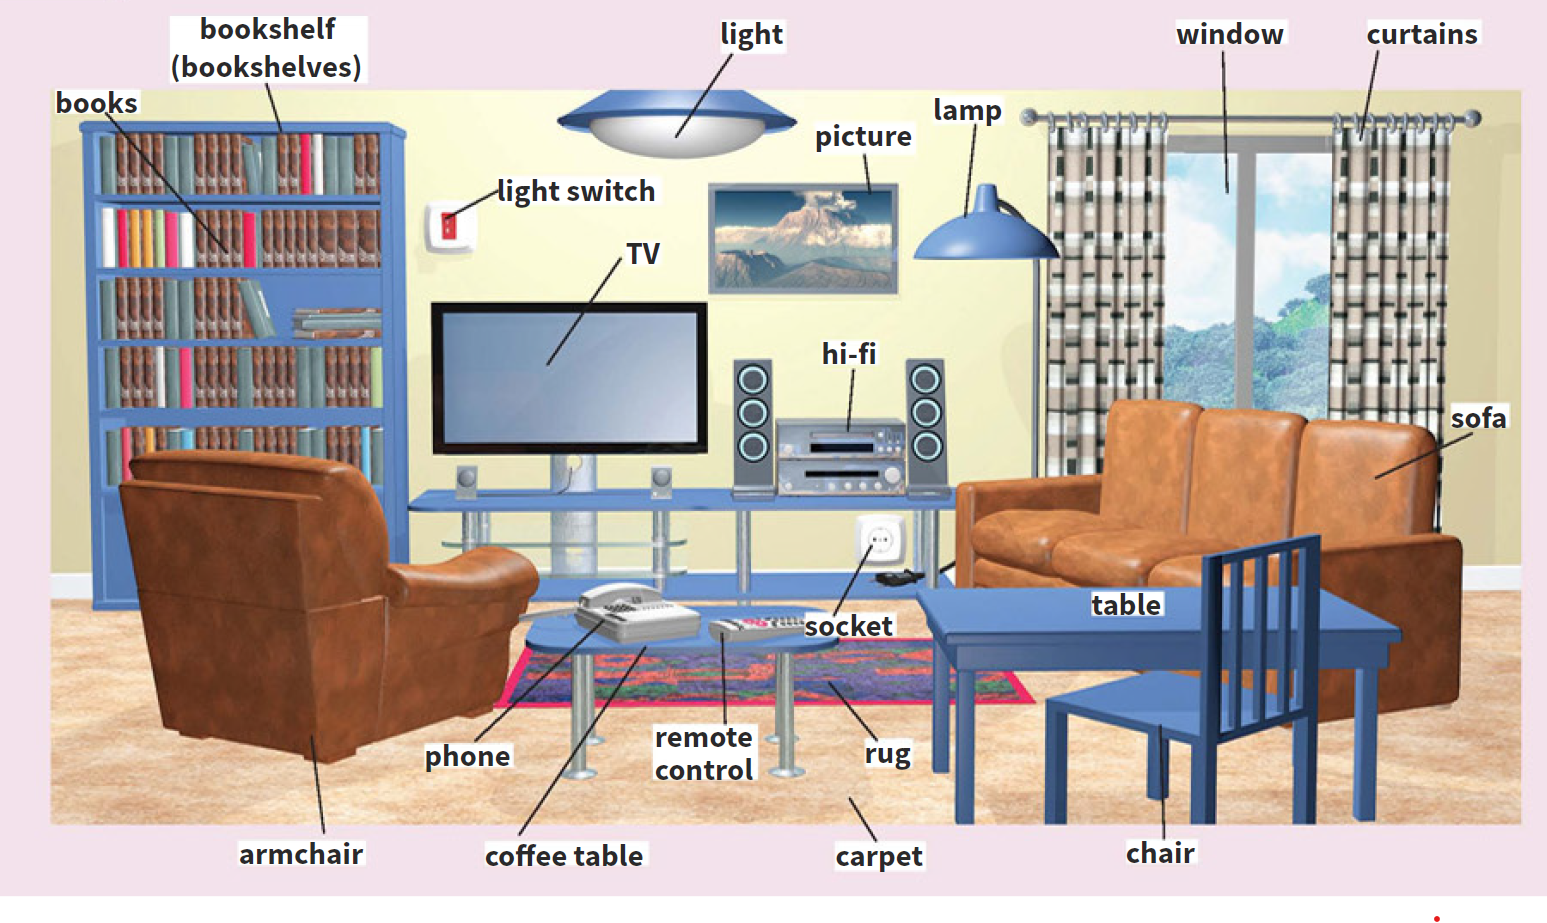 bookshelf
(bookshelves)
light
window
curtains
books
lamp
picture
light switch
TV
hi-fi
sofa
table
socket
remote
control
rug
phone
armchair
coffee table
carpet
chair